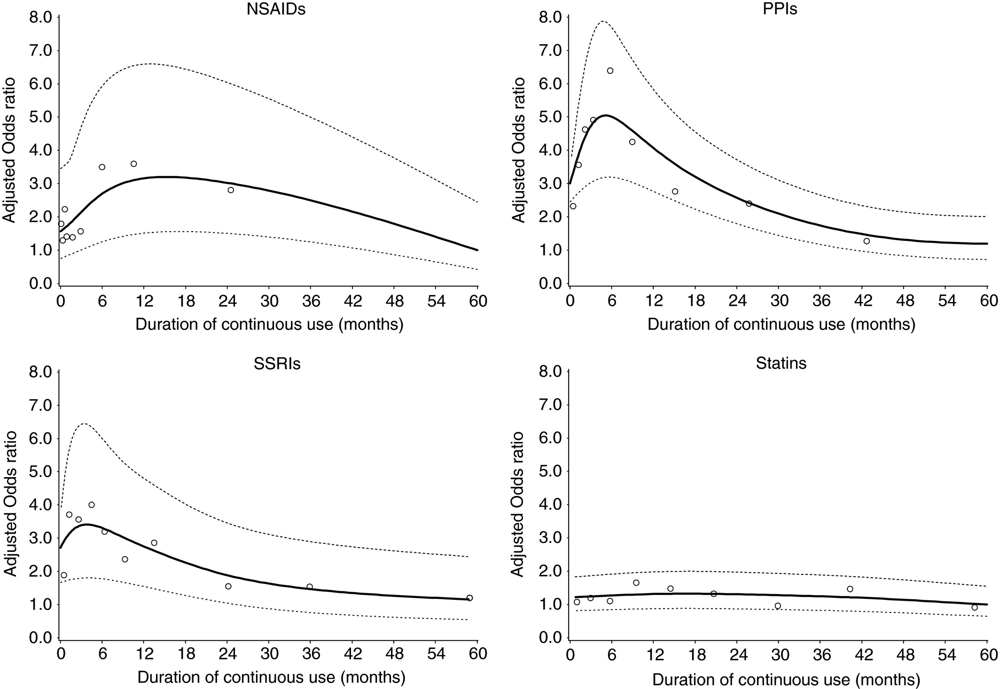 NSAIDs
8.0
7.0
6.0
5.0
4.0
3.0
2.0
1.0
0.0
Adjusted Odds ratio
0 6 12 18 24 30 36 42 48 54 60
Duration of continuous use (months)
PPIs
8.0
7.0
6.0
5.0
4.0
3.0
2.0
1.0
0.0
Adjusted Odds ratio
0 6 12 18 24 30 36 42 48 54 60
Duration of continuous use (months)
SSRIs
8.0
7.0
6.0
5.0
4.0
3.0
2.0
1.0
0.0
Adjusted Odds ratio
0 6 12 18 24 30 36 42 48 54 60
Duration of continuous use (months)
Statins
8.0
7.0
6.0
5.0
4.0
3.0
2.0
1.0
0.0
Adjusted Odds ratio
0 6 12 18 24 30 36 42 48 54 60
Duration of continuous use (months)